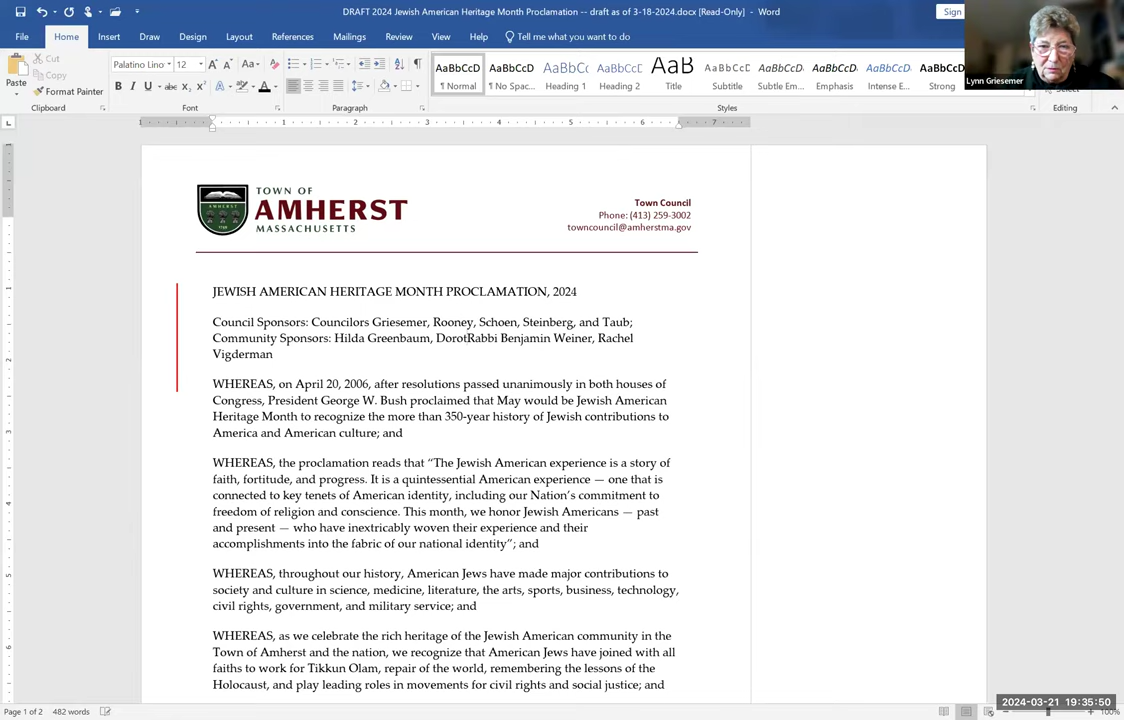 DRAFT 2024 Jewish American Heritage Month Proclamation -- draft as of 3-18-2024.docx [Read-Only] - Word
Sign
File Home Insert Draw Design Layout References Mailings Review View Help Tell me what you want to do
Paste
Cut
Copy
Format Painter
Clipboard
Palatino Lino 12
Font
Paragraph
AaBbCcD AaBbCcD AaBbC AaBbCcD AaB AaBbCcD AaBbCcD AaBbCcD AaBbCcD AaBbCcD
¶ Normal ¶ No Spac... Heading 1 Heading 2 Title Subtitle Subtle Em... Emphasis Intense E... Strong
Styles
Editing
Lynn Griesemer
TOWN OF
AMHERST
MASSACHUSETTS
Town Council
Phone: (413) 259-3002
towncouncil@amherstma.gov
JEWISH AMERICAN HERITAGE MONTH PROCLAMATION, 2024
Council Sponsors: Councilors Griesemer, Rooney, Schoen, Steinberg, and Taub;
Community Sponsors: Hilda Greenbaum, DorotRabbi Benjamin Weiner, Rachel
Vigderman
WHEREAS, on April 20, 2006, after resolutions passed unanimously in both houses of
Congress, President George W. Bush proclaimed that May would be Jewish American
Heritage Month to recognize the more than 350-year history of Jewish contributions to
America and American culture; and
WHEREAS, the proclamation reads that “The Jewish American experience is a story of
faith, fortitude, and progress. It is a quintessential American experience — one that is
connected to key tenets of American identity, including our Nation’s commitment to
freedom of religion and conscience. This month, we honor Jewish Americans — past
and present — who have inextricably woven their experience and their
accomplishments into the fabric of our national identity”; and
WHEREAS, throughout our history, American Jews have made major contributions to
society and culture in science, medicine, literature, the arts, sports, business, technology,
civil rights, government, and military service; and
WHEREAS, as we celebrate the rich heritage of the Jewish American community in the
Town of Amherst and the nation, we recognize that American Jews have joined with all
faiths to work for Tikkun Olam, repair of the world, remembering the lessons of the
Holocaust, and play leading roles in movements for civil rights and social justice; and
Page 1 of 2 482 words
2024-03-21 19:35:50
100%